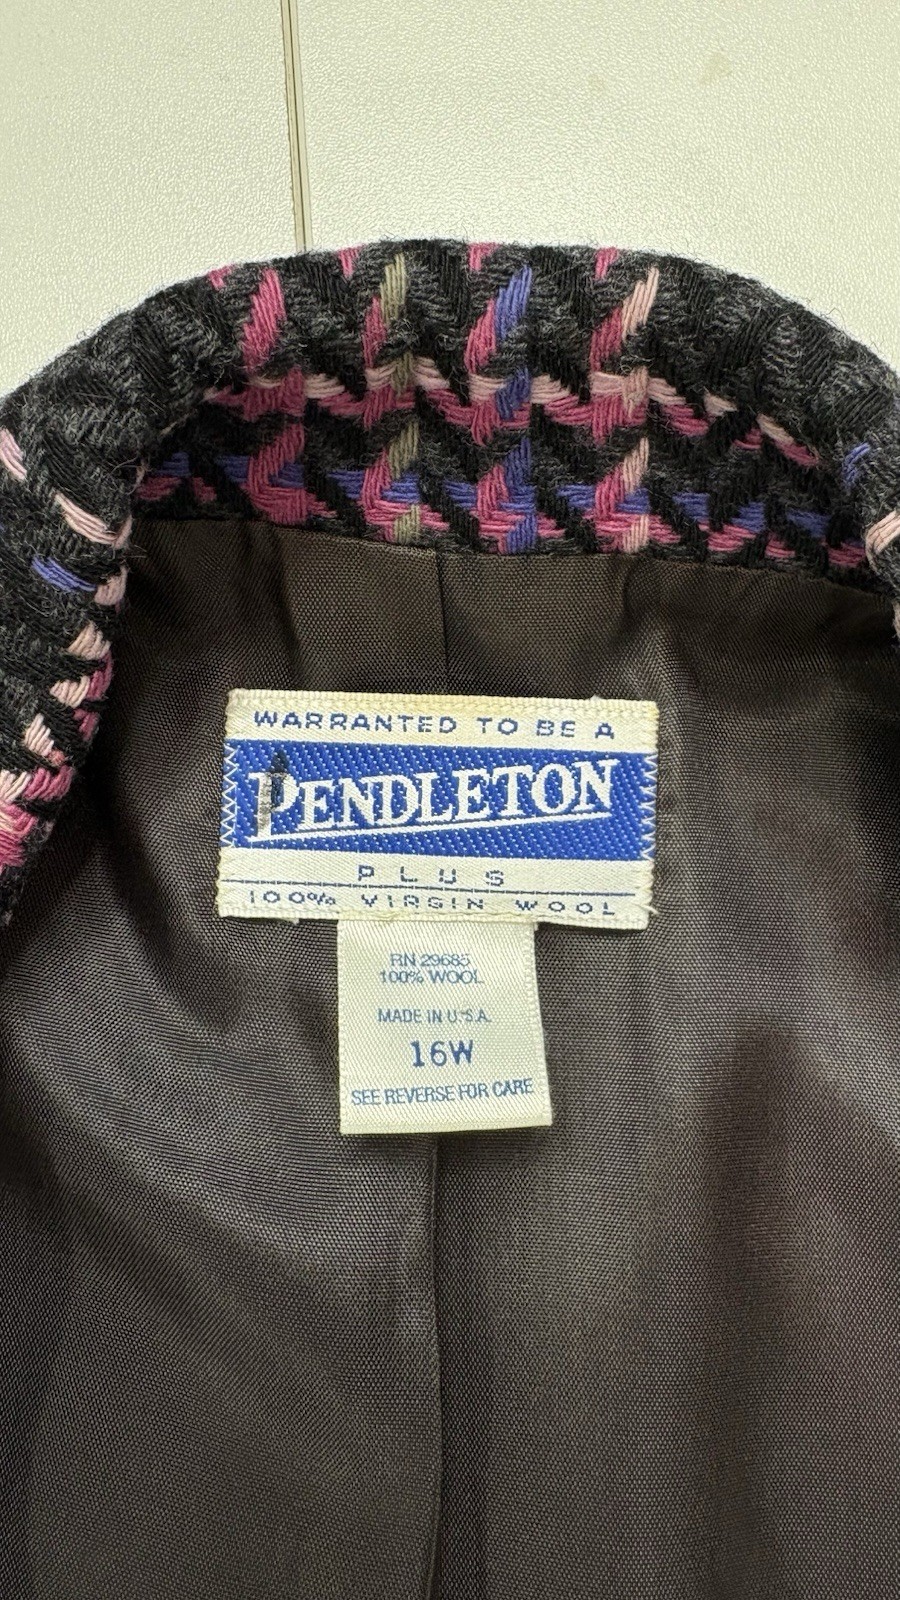 WARRANTED TO BE A
PENDLETON
PLUS
100% VIRGIN WOOL
RN 29685
100% WOOL
MADE IN U.S.A.
16W
SEE REVERSE FOR CARE